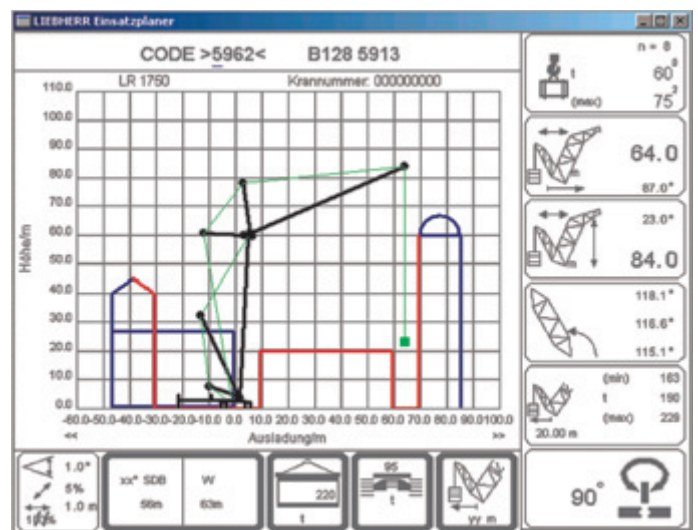 LIEBHERR Einsatzplaner
CODE >5962< B128 5913
LR 1750 Krannummer: 000000000
110.0
100.0
90.0
80.0
70.0
60.0
50.0
40.0
30.0
20.0
10.0
0.0
Höhe/m
-60.0 -50.0 -40.0 -30.0 -20.0 -10.0 0.0 10.0 20.0 30.0 40.0 50.0 60.0 70.0 80.0 90.0 100.0
<< Ausladung/m >>
n = 8
t 60
(max) 75
64.0
m
87.0°
23.0°
84.0
118.1°
116.6°
115.1°
(min) 163
t 190
(max) 228
20.00 m
90°
1.0°
5%
1.0 m
xx° SDB W
56m 63m
220
t
95
t
yy m